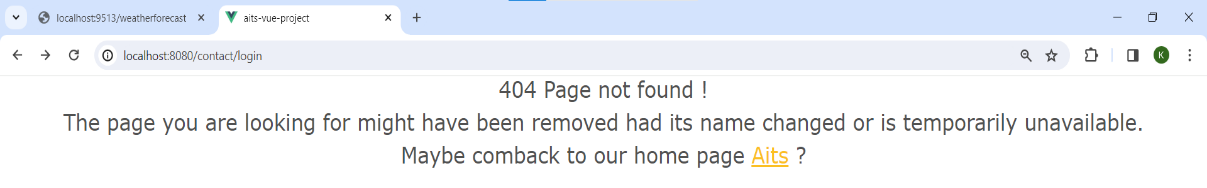 localhost:9513/weatherforecast
aits-vue-project
localhost:8080/contact/login
K
404 Page not found !
The page you are looking for might have been removed had its name changed or is temporarily unavailable.
Maybe comback to our home page Aits ?